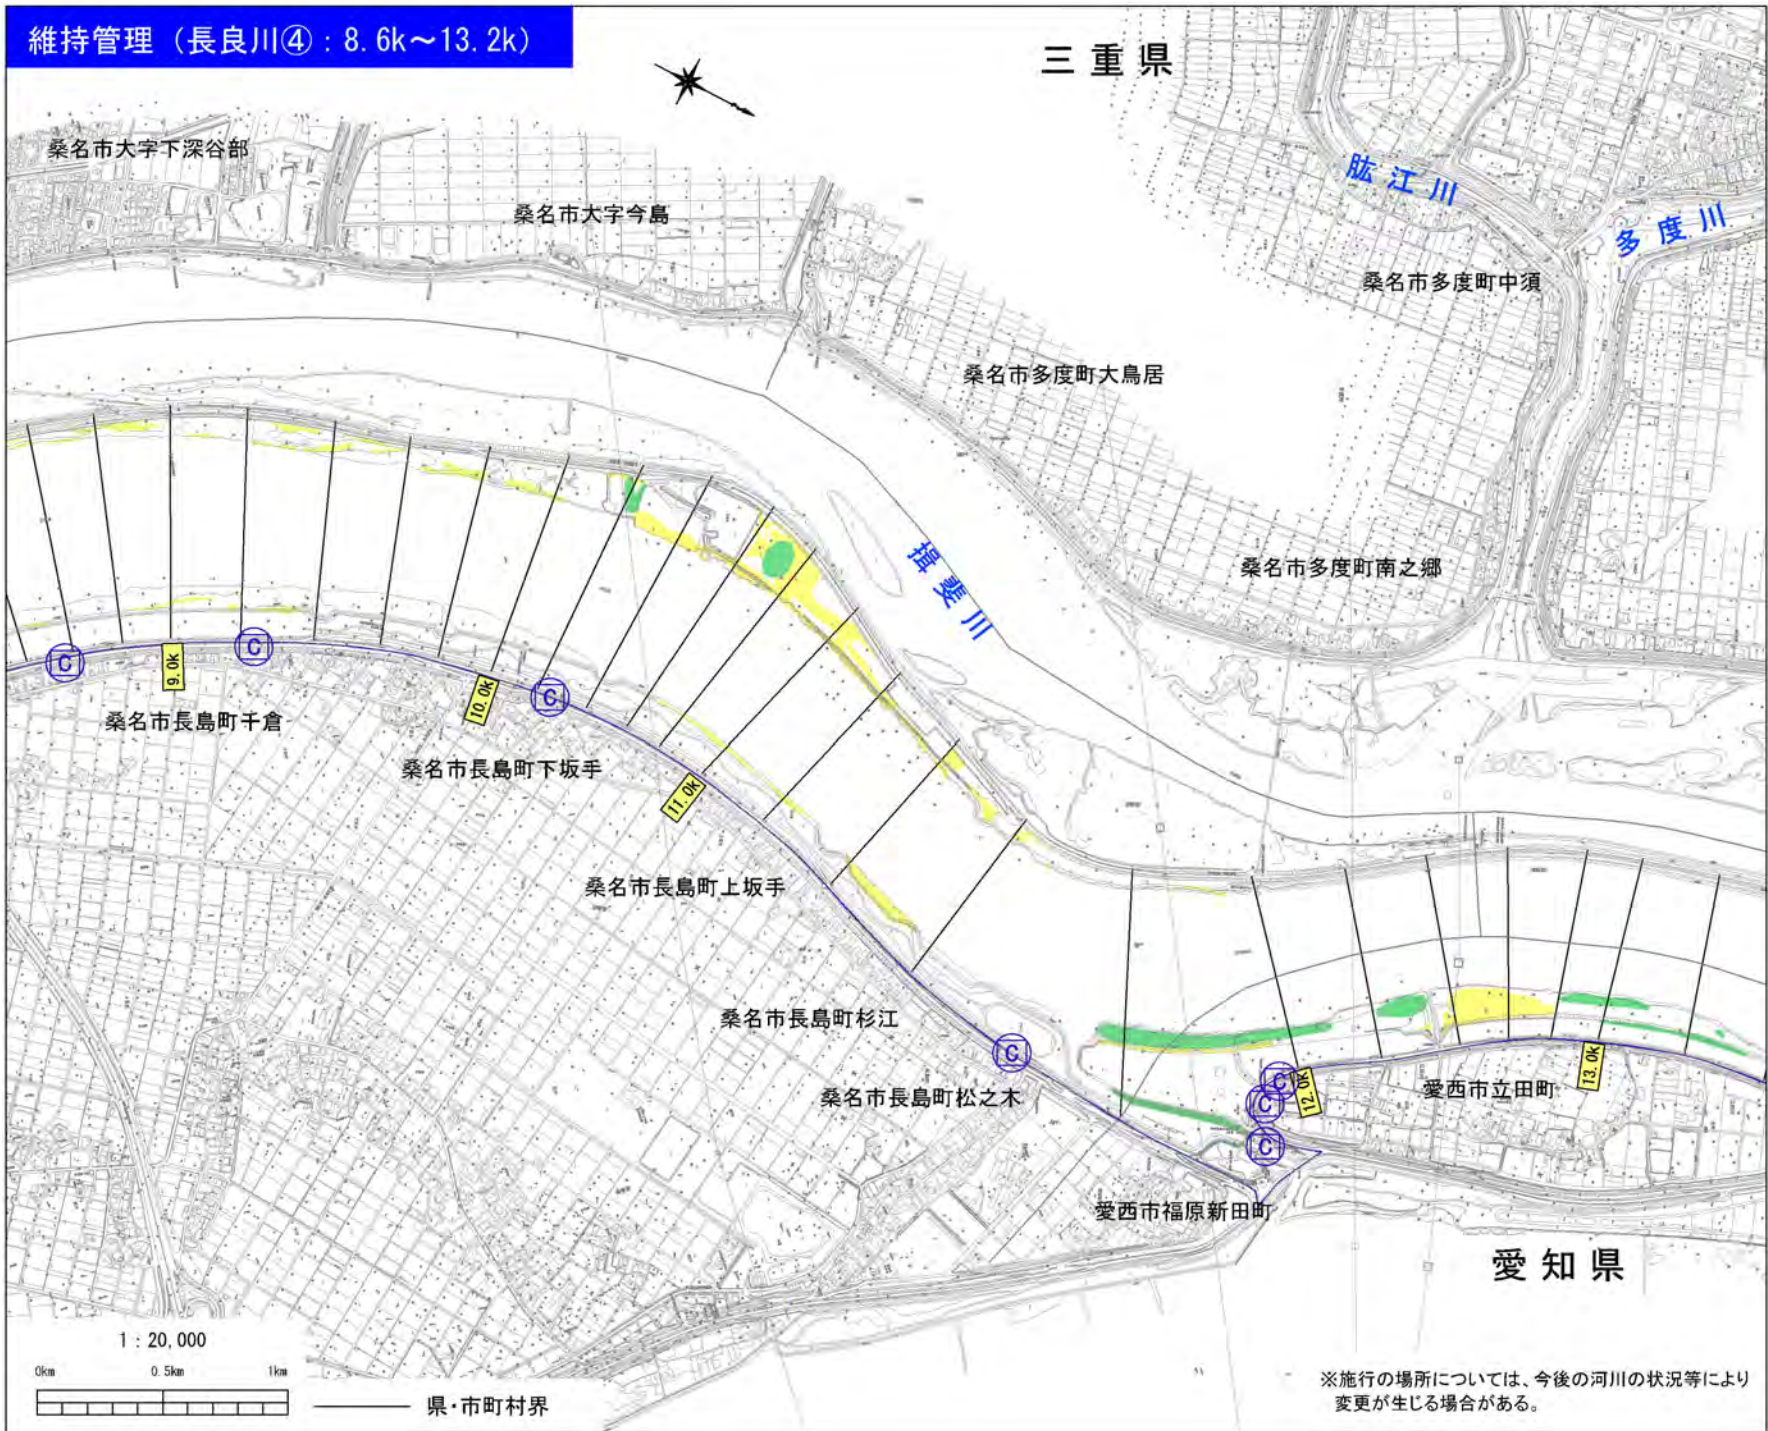 維持管理（長良川④：8.6k～13.2k）
三重県
桑名市大字下深谷部
桑名市大字今島
肱江川
多度川
桑名市多度町中須
桑名市多度町大鳥居
揖斐川
桑名市多度町南之郷
C
C
9.0k
10.0k
C
桑名市長島町千倉
桑名市長島町下坂手
11.0k
桑名市長島町上坂手
桑名市長島町杉江
C
桑名市長島町松之木
C
C
C
12.0k
13.0k
愛西市立田町
愛西市福原新田町
愛知県
1：20,000
0km 0.5km 1km
県・市町村界
※施行の場所については、今後の河川の状況等により
変更が生じる場合がある。